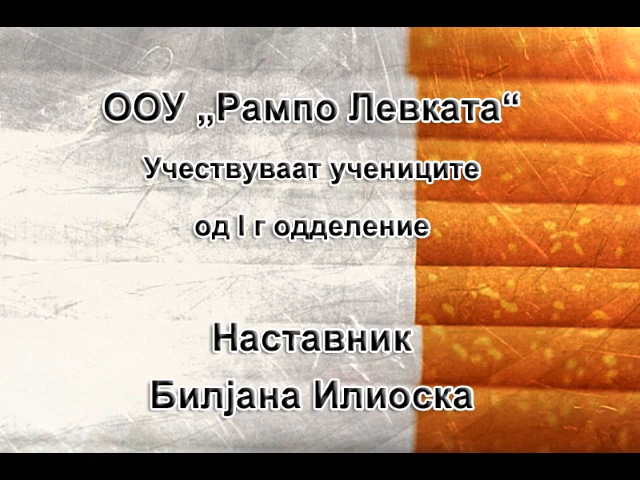 ООУ „Рампо Левката“
Учествуваат учениците
од I г одделение
Наставник
Билјана Илиоска